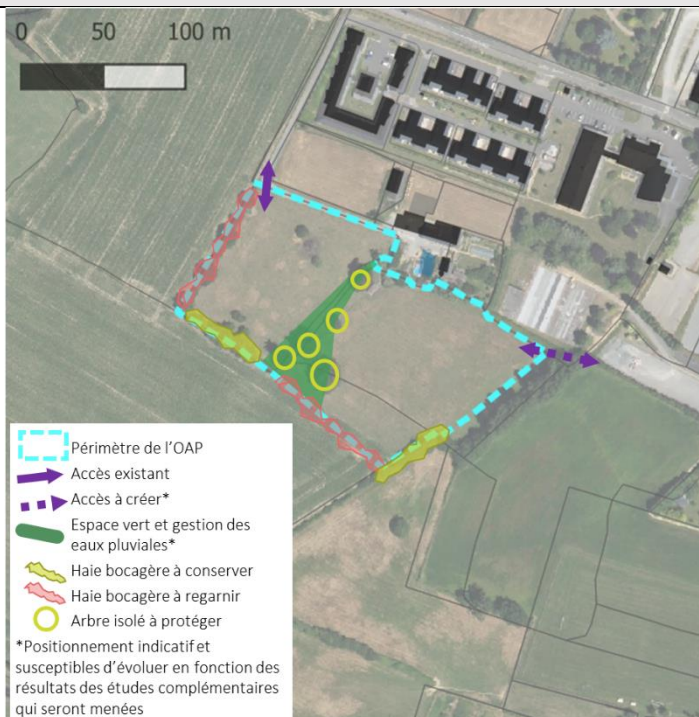 0 50 100 m
Périmètre de l'OAP
Accès existant
Accès à créer*
Espace vert et gestion des
eaux pluviales*
Haie bocagère à conserver
Haie bocagère à regarnir
Arbre isolé à protéger
*Positionnement indicatif et
susceptibles d'évoluer en fonction des
résultats des études complémentaires
qui seront menées